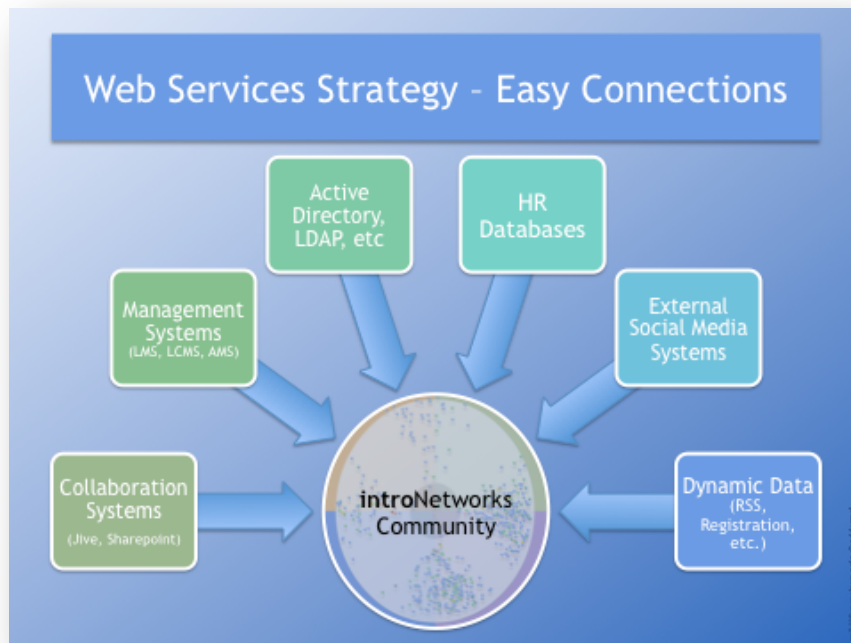 Web Services Strategy – Easy Connections
Active
Directory,
LDAP, etc
HR
Databases
Management
Systems
(LMS, LCMS, AMS)
External
Social Media
Systems
Collaboration
Systems
(Jive, Sharepoint)
introNetworks
Community
Dynamic Data
(RSS,
Registration,
etc.)